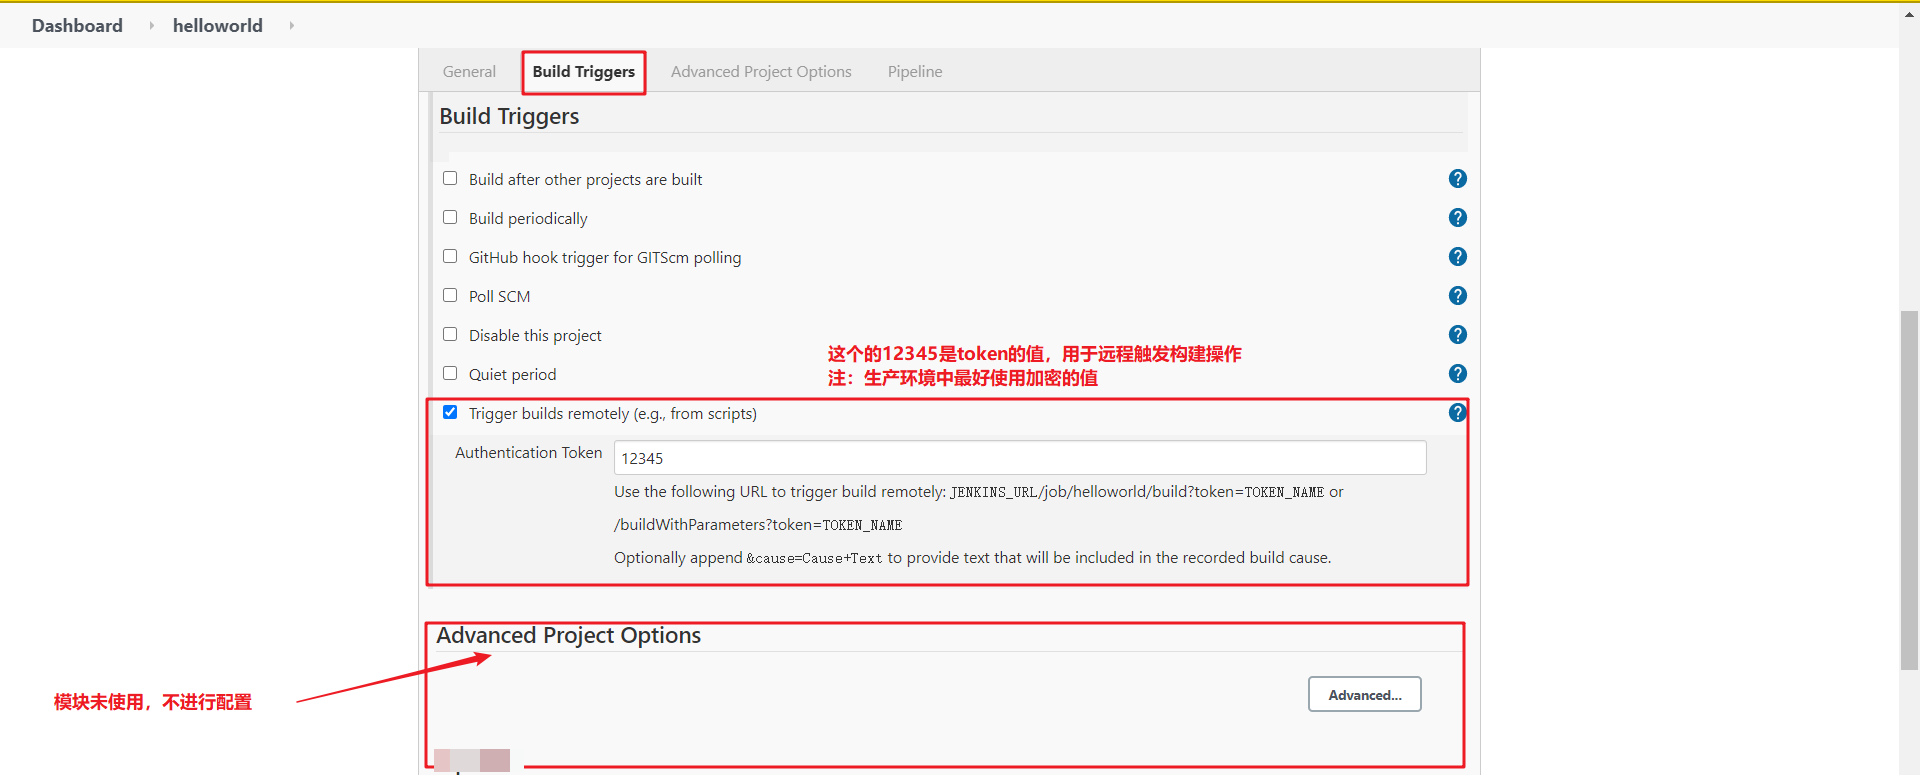 Dashboard helloworld
General Build Triggers Advanced Project Options Pipeline
Build Triggers
Build after other projects are built
Build periodically
GitHub hook trigger for GITScm polling
Poll SCM
Disable this project
这个的12345是token的值，用于远程触发构建操作
Quiet period
注：生产环境中最好使用加密的值
Trigger builds remotely (e.g., from scripts)
Authentication Token 12345
Use the following URL to trigger build remotely: JENKINS_URL/job/helloworld/build?token=TOKEN_NAME or
/buildWithParameters?token=TOKEN_NAME
Optionally append &cause=Cause+Text to provide text that will be included in the recorded build cause.
Advanced Project Options
Advanced...
模块未使用，不进行配置